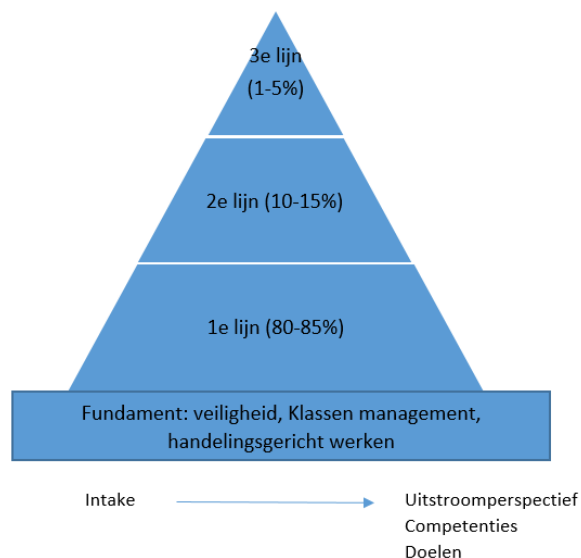 3e lijn
(1-5%)
2e lijn (10-15%)
1e lijn (80-85%)
Fundament: veiligheid, Klassen management,
handelingsgericht werken
Intake
Uitstroomperspectief
Competenties
Doelen